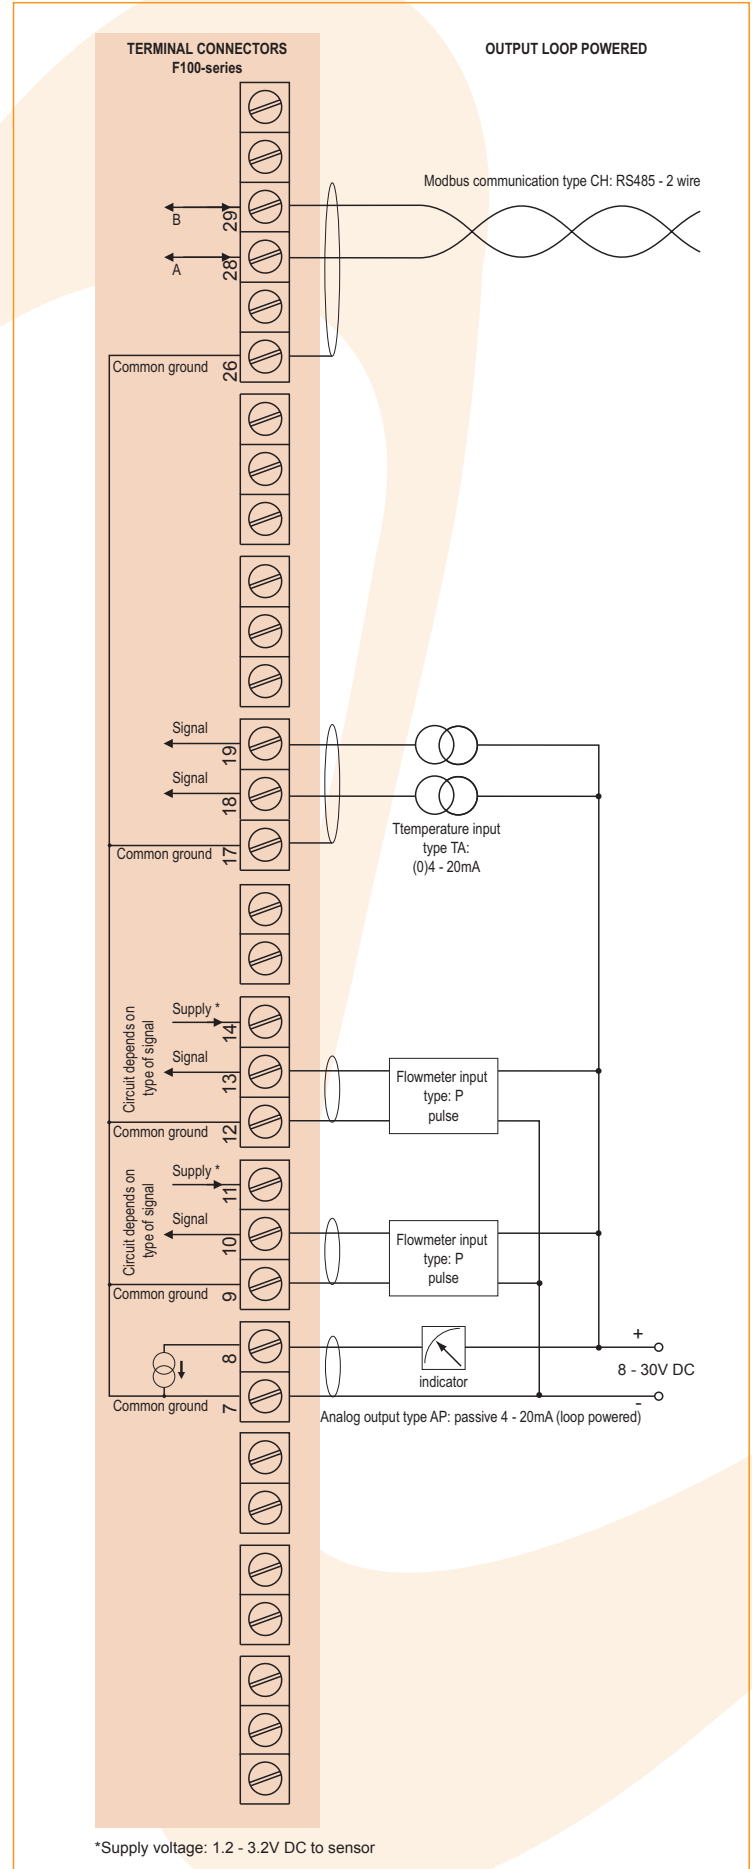 TERMINAL CONNECTORS
F100-series
OUTPUT LOOP POWERED
Modbus communication type CH: RS485 - 2 wire
B
29
A
28
Common ground
26
Signal
19
Signal
18
Ttemperature input
type TA:
(0)4 - 20mA
Common ground
17
Circuit depends on
type of signal
Supply *
14
Signal
13
Flowmeter input
type: P
pulse
Common ground
12
Circuit depends on
type of signal
Supply *
11
Signal
10
Flowmeter input
type: P
pulse
Common ground
9
8
indicator
+
8 - 30V DC
-
Common ground
7
Analog output type AP: passive 4 - 20mA (loop powered)
*Supply voltage: 1.2 - 3.2V DC to sensor